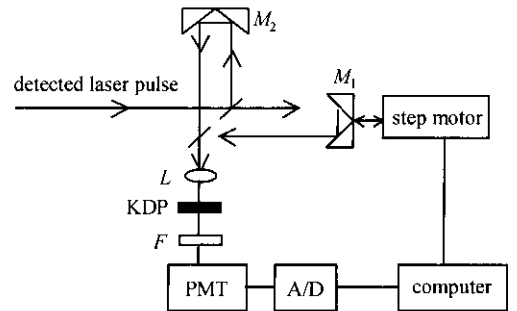 M2
detected laser pulse
M1
step motor
L
KDP
F
PMT
A/D
computer